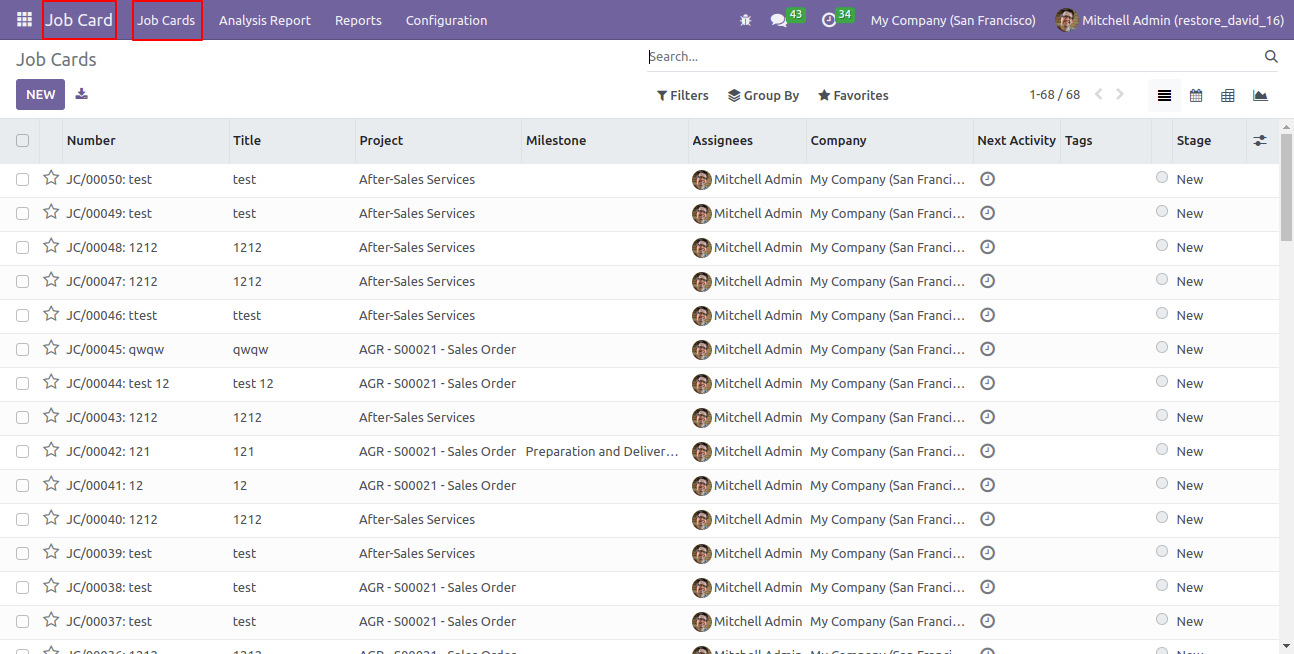 Job Card Job Cards Analysis Report Reports Configuration 43 34 My Company (San Francisco) Mitchell Admin (restore_david_16)
Job Cards Search...
NEW Filters Group By Favorites 1-68 / 68
Number Title Project Milestone Assignees Company Next Activity Tags Stage
JC/00050: test test After-Sales Services Mitchell Admin My Company (San Franci... New
JC/00049: test test After-Sales Services Mitchell Admin My Company (San Franci... New
JC/00048: 1212 1212 After-Sales Services Mitchell Admin My Company (San Franci... New
JC/00047: 1212 1212 After-Sales Services Mitchell Admin My Company (San Franci... New
JC/00046: ttest ttest After-Sales Services Mitchell Admin My Company (San Franci... New
JC/00045: qwqw qwqw AGR - S00021 - Sales Order Mitchell Admin My Company (San Franci... New
JC/00044: test 12 test 12 AGR - S00021 - Sales Order Mitchell Admin My Company (San Franci... New
JC/00043: 1212 1212 After-Sales Services Mitchell Admin My Company (San Franci... New
JC/00042: 121 121 AGR - S00021 - Sales Order Preparation and Deliver... Mitchell Admin My Company (San Franci... New
JC/00041: 12 12 AGR - S00021 - Sales Order Mitchell Admin My Company (San Franci... New
JC/00040: 1212 1212 After-Sales Services Mitchell Admin My Company (San Franci... New
JC/00039: test test After-Sales Services Mitchell Admin My Company (San Franci... New
JC/00038: test test AGR - S00021 - Sales Order Mitchell Admin My Company (San Franci... New
JC/00037: test test AGR - S00021 - Sales Order Mitchell Admin My Company (San Franci... New